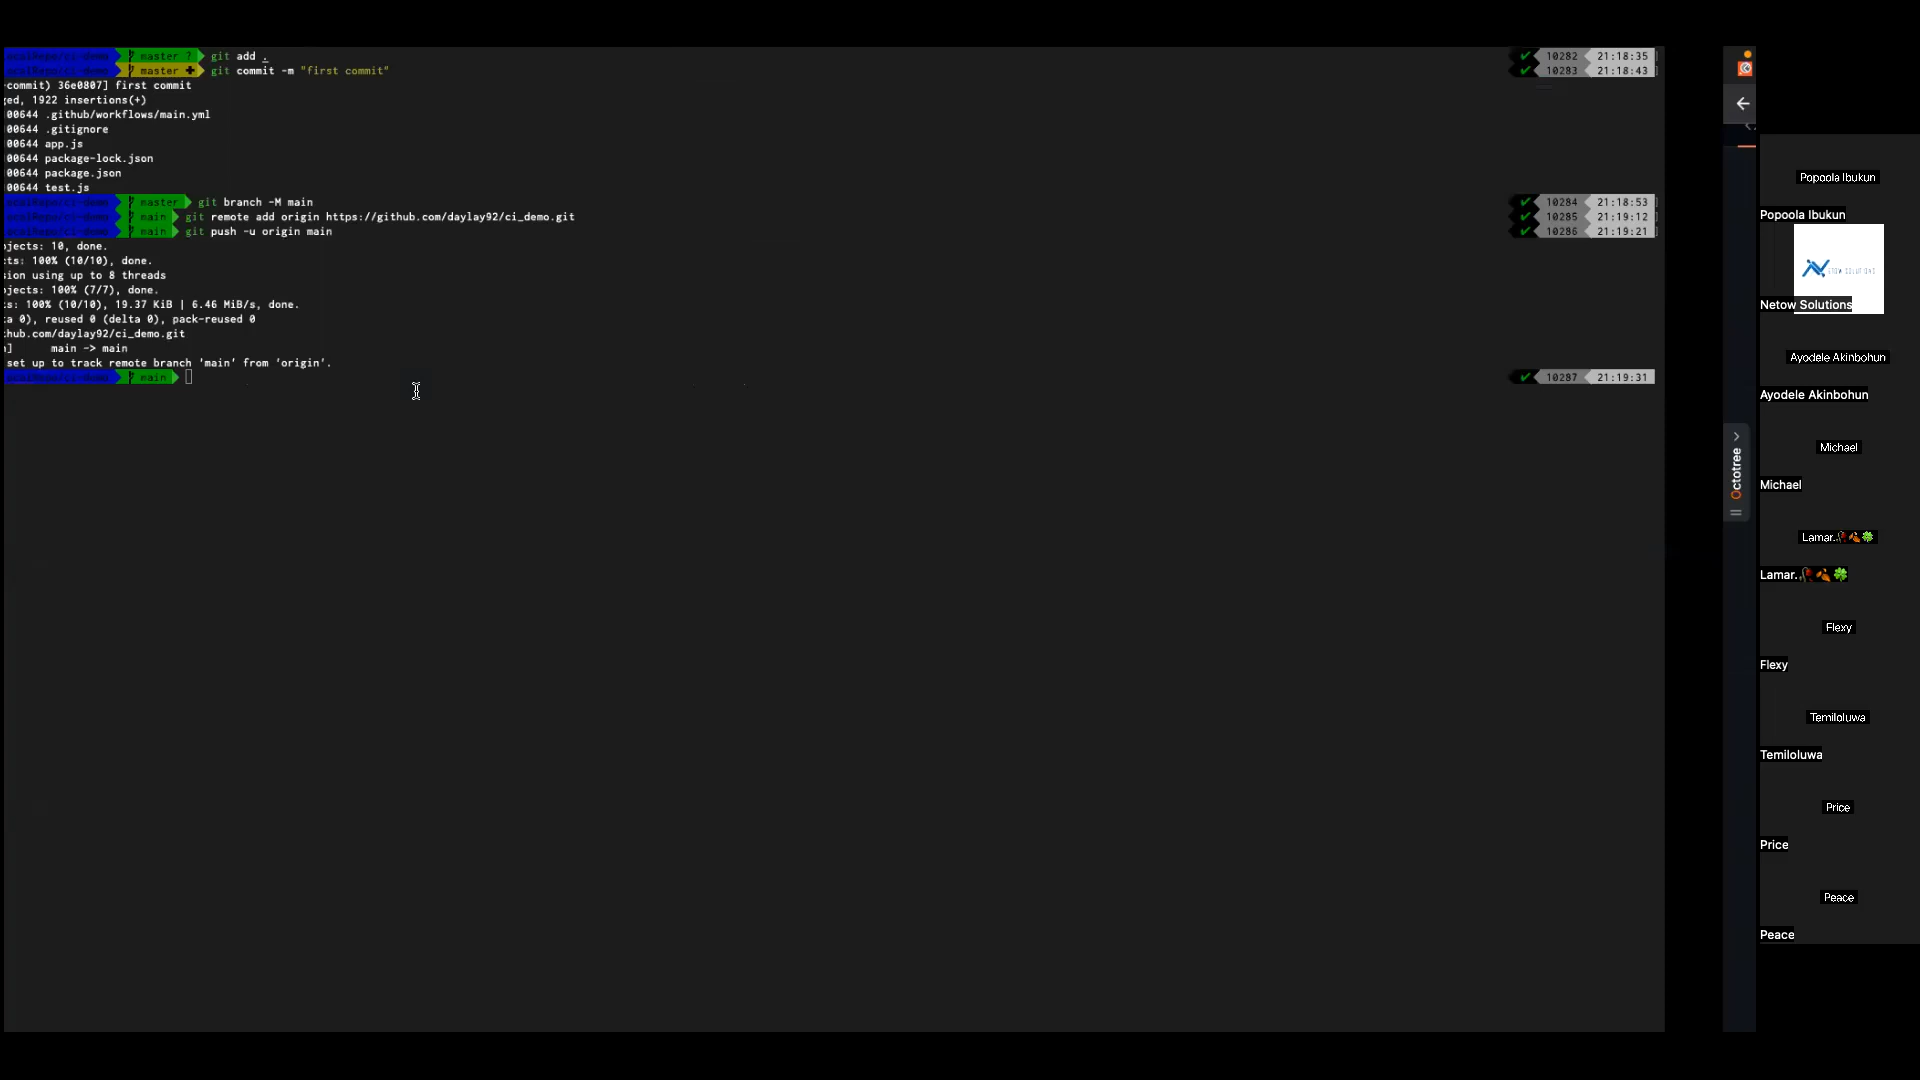 master ? git add .
10282 21:18:35
master + git commit -m "first commit"
10283 21:18:43
-commit) 36e0807] first commit
ged, 1922 insertions(+)
00644 .github/workflows/main.yml
00644 .gitignore
00644 app.js
00644 package-lock.json
00644 package.json
00644 test.js
master git branch -M main
10284 21:18:53
main git remote add origin https://github.com/daylay92/ci_demo.git
10285 21:19:12
main git push -u origin main
10286 21:19:21
ojects: 10, done.
cts: 100% (10/10), done.
sion using up to 8 threads
ojects: 100% (7/7), done.
s: 100% (10/10), 19.37 KiB | 6.46 MiB/s, done.
ta 0), reused 0 (delta 0), pack-reused 0
hub.com/daylay92/ci_demo.git
] main -> main
set up to track remote branch 'main' from 'origin'.
main
10287 21:19:31
Octotree
Popoola Ibukun
Popoola Ibukun
Netow Solutions
Ayodele Akinbohun
Ayodele Akinbohun
Michael
Michael
Lamar..🥀🍂🍀
Lamar..🥀🍂🍀
Flexy
Flexy
Temiloluwa
Temiloluwa
Price
Price
Peace
Peace